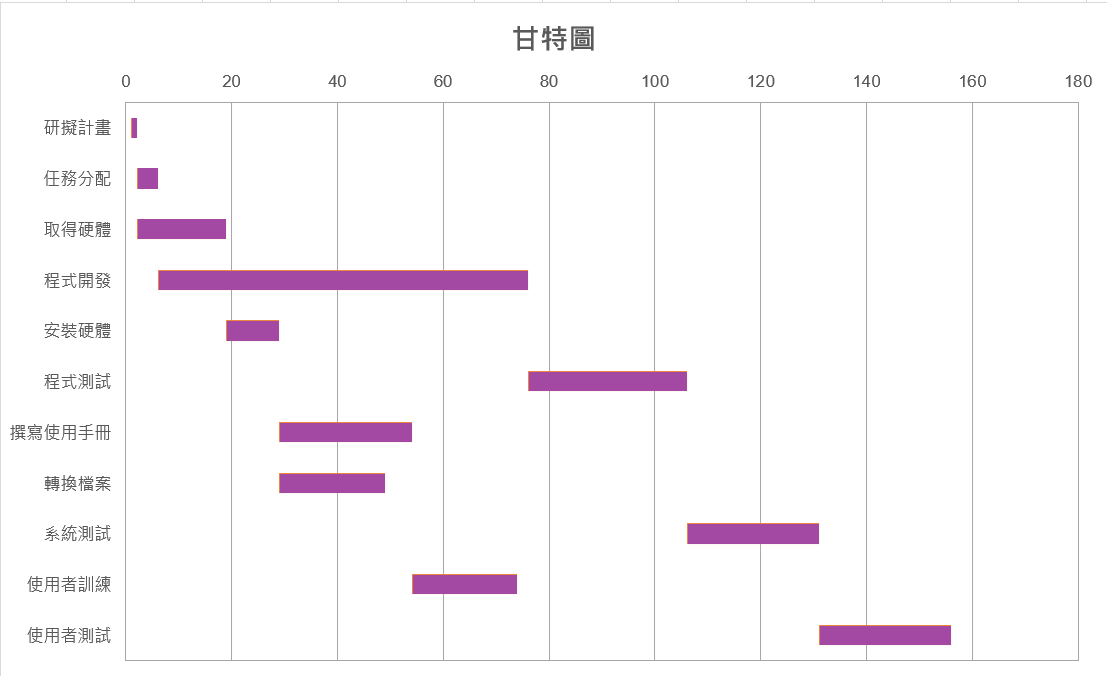 甘特圖
0 20 40 60 80 100 120 140 160 180
研擬計畫
任務分配
取得硬體
程式開發
安裝硬體
程式測試
撰寫使用手冊
轉換檔案
系統測試
使用者訓練
使用者測試